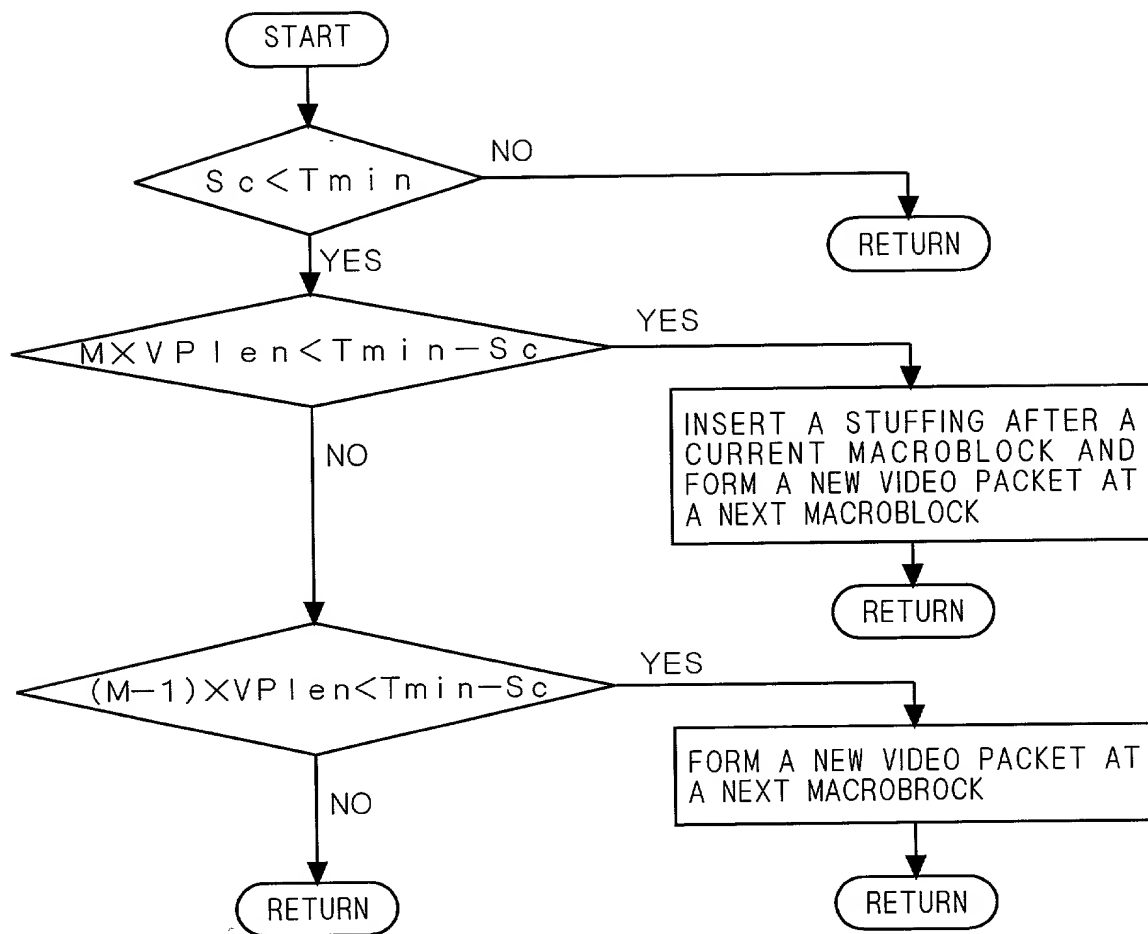 START
Sc<Tmin
NO
RETURN
YES
M×VPlen<Tmin-Sc
YES
INSERT A STUFFING AFTER A
CURRENT MACROBLOCK AND
FORM A NEW VIDEO PACKET AT
A NEXT MACROBLOCK
NO
RETURN
(M-1)×VPlen<Tmin-Sc
YES
FORM A NEW VIDEO PACKET AT
A NEXT MACROBROCK
NO
RETURN
RETURN